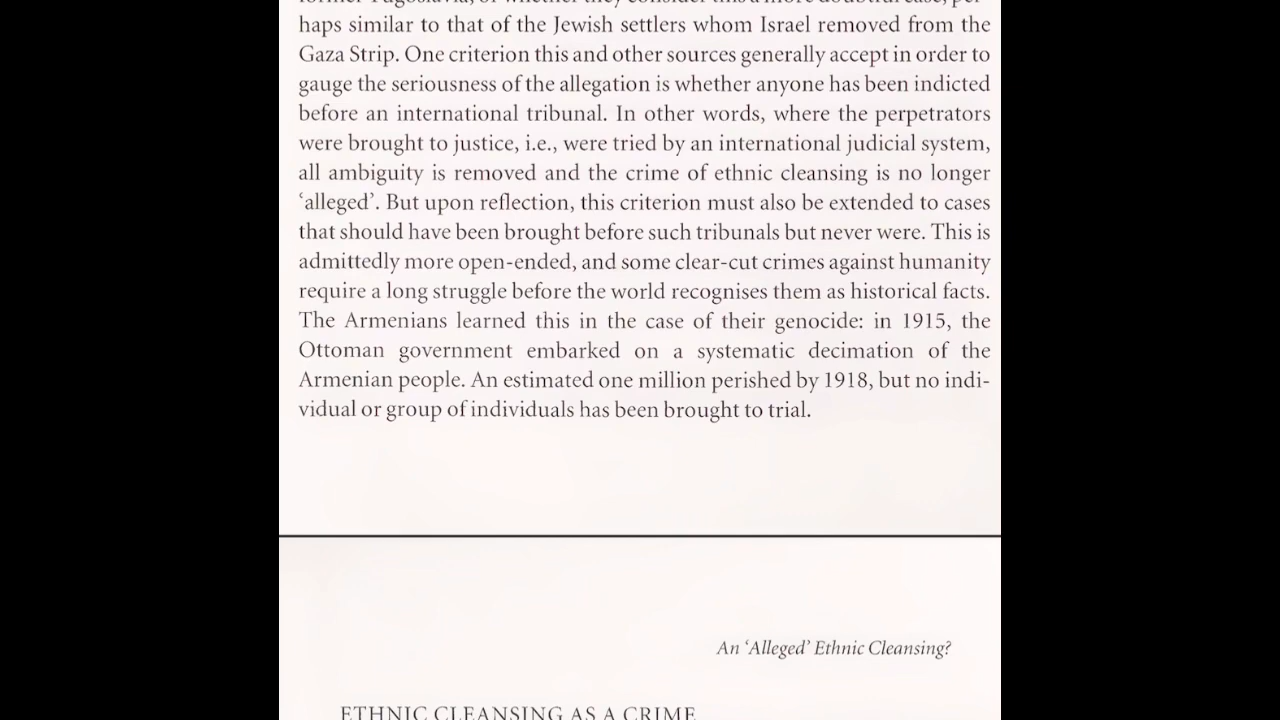 haps similar to that of the Jewish settlers whom Israel removed from the
Gaza Strip. One criterion this and other sources generally accept in order to
gauge the seriousness of the allegation is whether anyone has been indicted
before an international tribunal. In other words, where the perpetrators
were brought to justice, i.e., were tried by an international judicial system,
all ambiguity is removed and the crime of ethnic cleansing is no longer
‘alleged’. But upon reflection, this criterion must also be extended to cases
that should have been brought before such tribunals but never were. This is
admittedly more open-ended, and some clear-cut crimes against humanity
require a long struggle before the world recognises them as historical facts.
The Armenians learned this in the case of their genocide: in 1915, the
Ottoman government embarked on a systematic decimation of the
Armenian people. An estimated one million perished by 1918, but no indi-
vidual or group of individuals has been brought to trial.
An ‘Alleged’ Ethnic Cleansing?
ETHNIC CLEANSING AS A CRIME